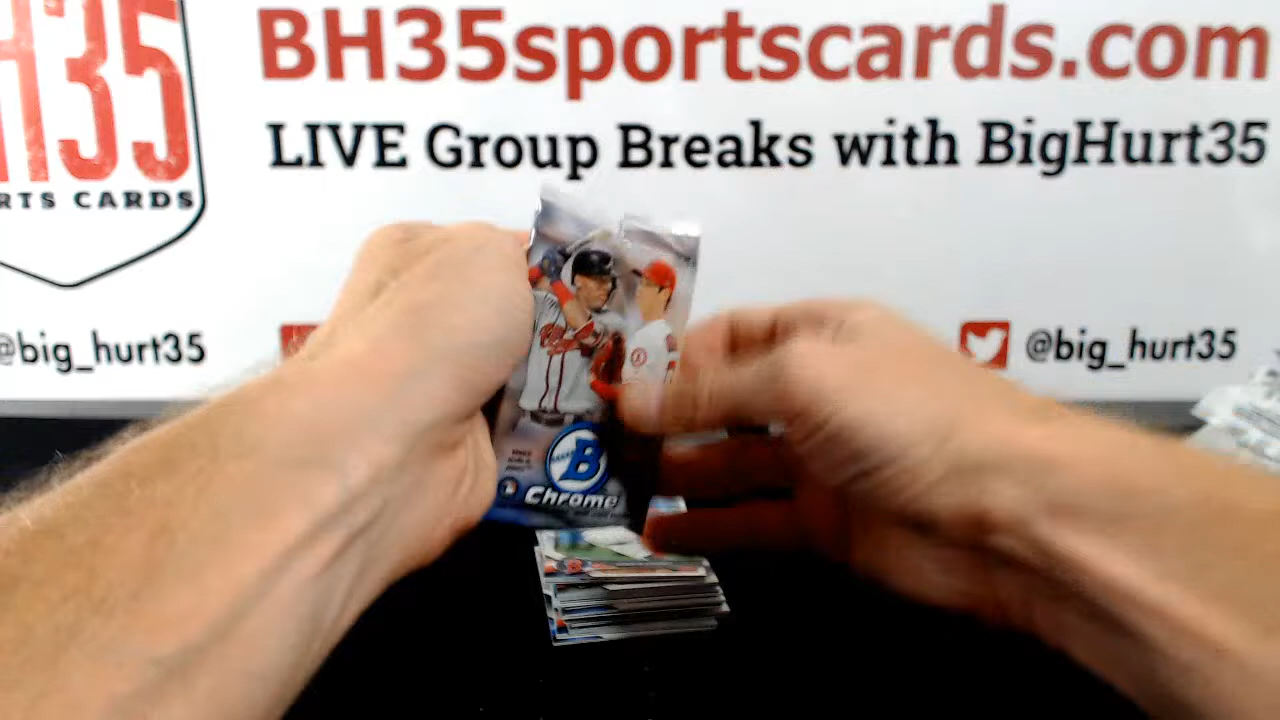 BH35sportscards.com
LIVE Group Breaks with BigHurt35
H35
RTS CARDS
@big_hurt35
@big_hurt35
B
Chrome